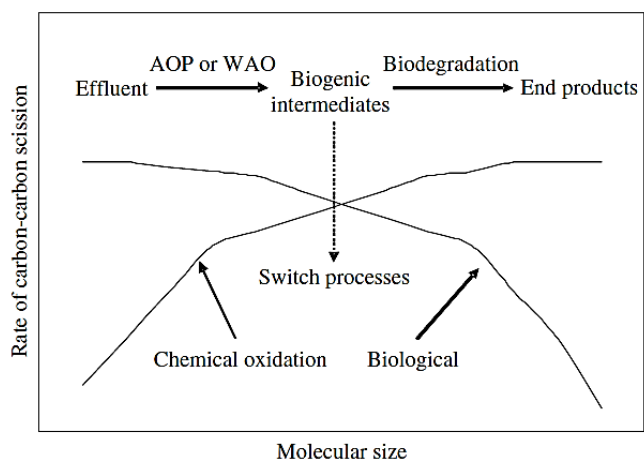 AOP or WAO
Biodegradation
Effluent
Biogenic
intermediates
End products
Rate of carbon-carbon scission
Switch processes
Chemical oxidation
Biological
Molecular size